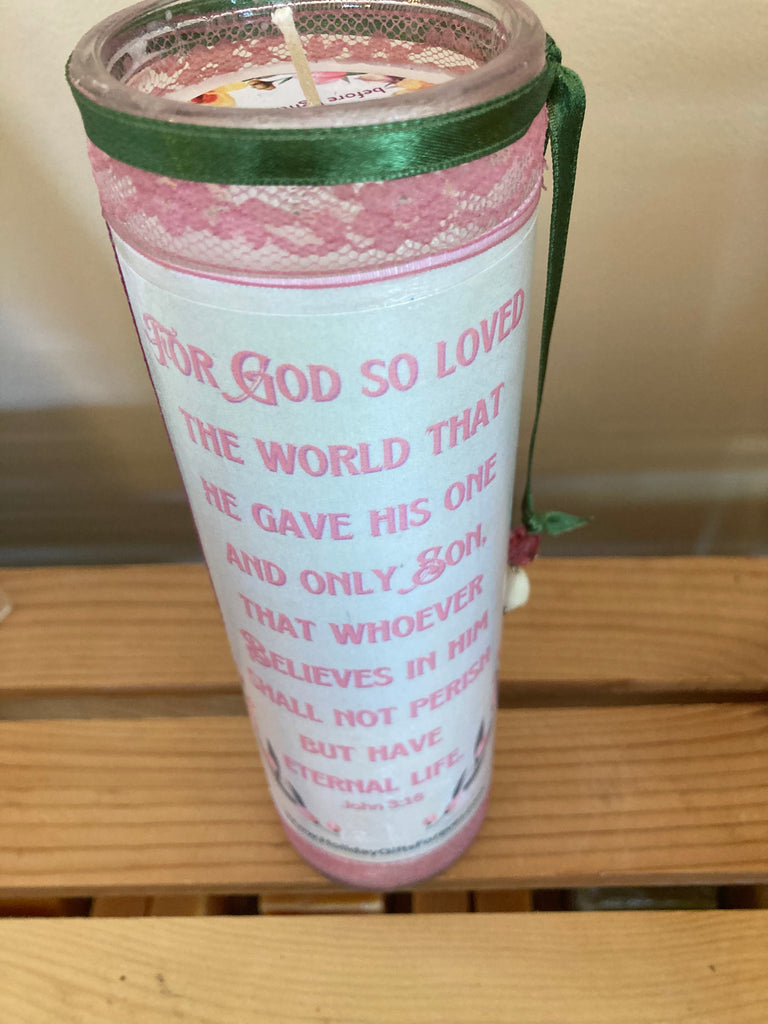 before
For God so loved
the world that
He gave His one
and only Son,
that whoever
Believes in Him
shall not perish
but have
eternal life.
John 3:16